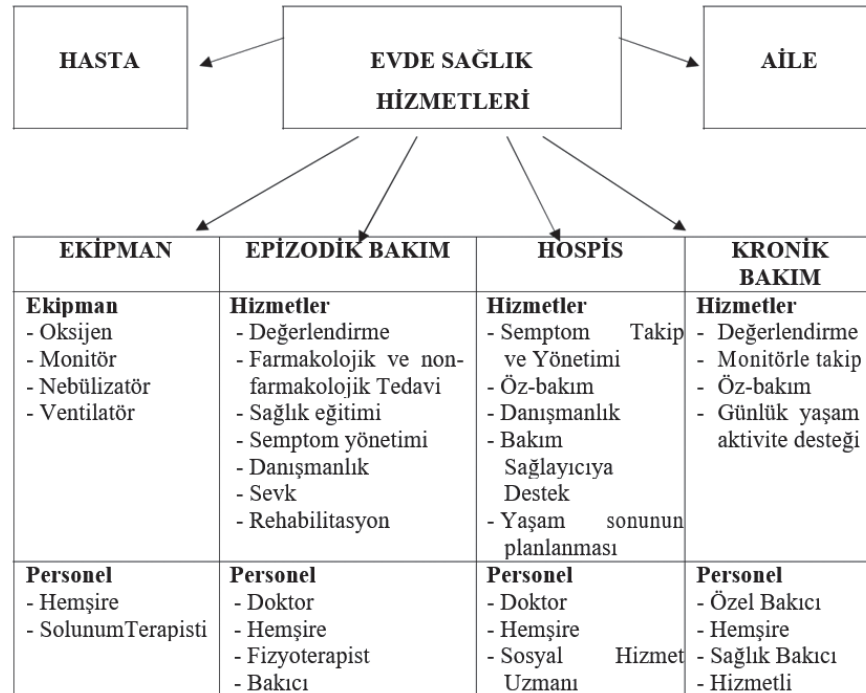 HASTA
EVDE SAĞLIK
HİZMETLERİ
AİLE
EKİPMAN
EPİZODİK BAKIM
HOSPİS
KRONİK
BAKIM
Ekipman
- Oksijen
- Monitör
- Nebülizatör
- Ventilatör
Hizmetler
- Değerlendirme
- Farmakolojik ve non-
farmakolojik Tedavi
- Sağlık eğitimi
- Semptom yönetimi
- Danışmanlık
- Sevk
- Rehabilitasyon
Hizmetler
- Semptom Takip
ve Yönetimi
- Öz-bakım
- Danışmanlık
- Bakım
Sağlayıcıya
Destek
- Yaşam sonunun
planlanması
Hizmetler
- Değerlendirme
- Monitörle takip
- Öz-bakım
- Günlük yaşam
aktivite desteği
Personel
- Hemşire
- SolunumTerapisti
Personel
- Doktor
- Hemşire
- Fizyoterapist
- Bakıcı
Personel
- Doktor
- Hemşire
- Sosyal Hizmet
Uzmanı
Personel
- Özel Bakıcı
- Hemşire
- Sağlık Bakıcı
- Hizmetli